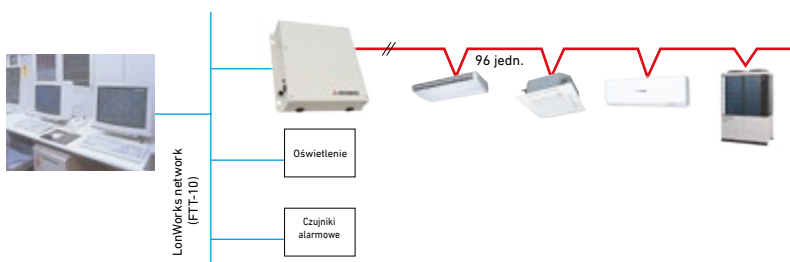 96 jedn.
Oświetlenie
LonWorks network
(FTT-10)
Czujniki
alarmowe